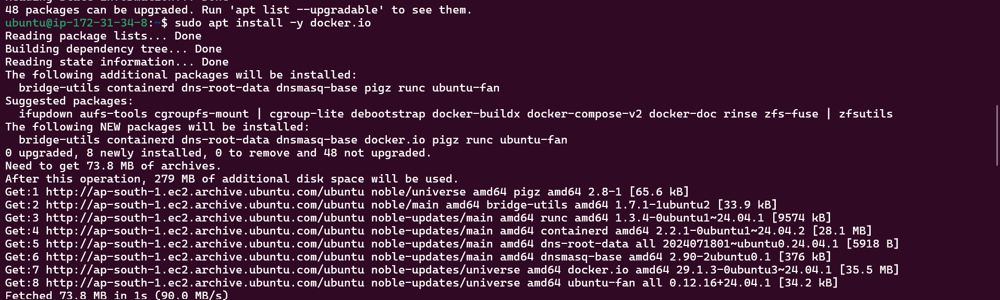 48 packages can be upgraded. Run 'apt list --upgradable' to see them.
ubuntu@ip-172-31-34-8:~$ sudo apt install -y docker.io
Reading package lists... Done
Building dependency tree... Done
Reading state information... Done
The following additional packages will be installed:
  bridge-utils containerd dns-root-data dnsmasq-base pigz runc ubuntu-fan
Suggested packages:
  ifupdown aufs-tools cgroupfs-mount | cgroup-lite debootstrap docker-buildx docker-compose-v2 docker-doc rinse zfs-fuse | zfsutils
The following NEW packages will be installed:
  bridge-utils containerd dns-root-data dnsmasq-base docker.io pigz runc ubuntu-fan
0 upgraded, 8 newly installed, 0 to remove and 48 not upgraded.
Need to get 73.8 MB of archives.
After this operation, 279 MB of additional disk space will be used.
Get:1 http://ap-south-1.ec2.archive.ubuntu.com/ubuntu noble/universe amd64 pigz amd64 2.8-1 [65.6 kB]
Get:2 http://ap-south-1.ec2.archive.ubuntu.com/ubuntu noble/main amd64 bridge-utils amd64 1.7.1-1ubuntu2 [33.9 kB]
Get:3 http://ap-south-1.ec2.archive.ubuntu.com/ubuntu noble-updates/main amd64 runc amd64 1.3.4-0ubuntu1~24.04.1 [9574 kB]
Get:4 http://ap-south-1.ec2.archive.ubuntu.com/ubuntu noble-updates/main amd64 containerd amd64 2.2.1-0ubuntu1~24.04.2 [28.1 MB]
Get:5 http://ap-south-1.ec2.archive.ubuntu.com/ubuntu noble-updates/main amd64 dns-root-data all 2024071801~ubuntu0.24.04.1 [5918 B]
Get:6 http://ap-south-1.ec2.archive.ubuntu.com/ubuntu noble-updates/main amd64 dnsmasq-base amd64 2.90-2ubuntu0.1 [376 kB]
Get:7 http://ap-south-1.ec2.archive.ubuntu.com/ubuntu noble-updates/universe amd64 docker.io amd64 29.1.3-0ubuntu3~24.04.1 [35.5 MB]
Get:8 http://ap-south-1.ec2.archive.ubuntu.com/ubuntu noble-updates/universe amd64 ubuntu-fan all 0.12.16+24.04.1 [34.2 kB]
Fetched 73.8 MB in 1s (90.0 MB/s)